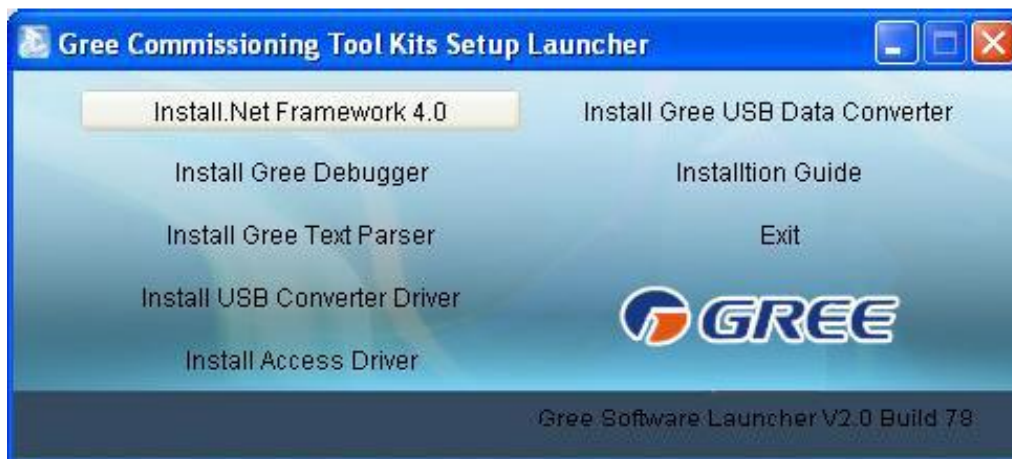 Gree Commissioning Tool Kits Setup Launcher
Install.Net Framework 4.0
Install Gree USB Data Converter
Install Gree Debugger
Installtion Guide
Install Gree Text Parser
Exit
Install USB Converter Driver
GREE
Install Access Driver
Gree Software Launcher V2.0 Build 79